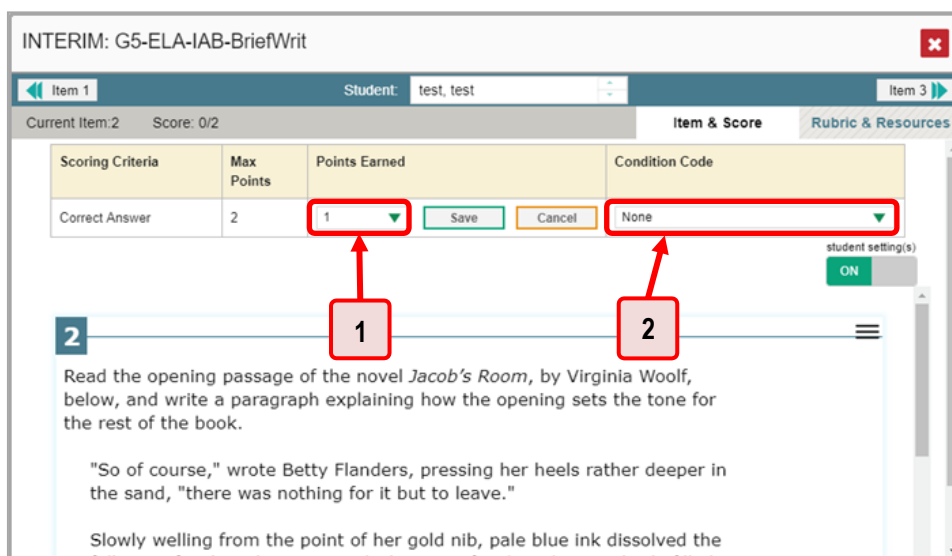 INTERIM: G5-ELA-IAB-BriefWrit
Item 1 Student: test, test Item 3
Current Item:2 Score: 0/2 Item & Score Rubric & Resources
Scoring Criteria Max Points Points Earned Condition Code
Correct Answer 2 1 Save Cancel None
student setting(s)
ON
1 2
2
Read the opening passage of the novel Jacob's Room, by Virginia Woolf,
below, and write a paragraph explaining how the opening sets the tone for
the rest of the book.
"So of course," wrote Betty Flanders, pressing her heels rather deeper in
the sand, "there was nothing for it but to leave."
Slowly welling from the point of her gold nib, pale blue ink dissolved the